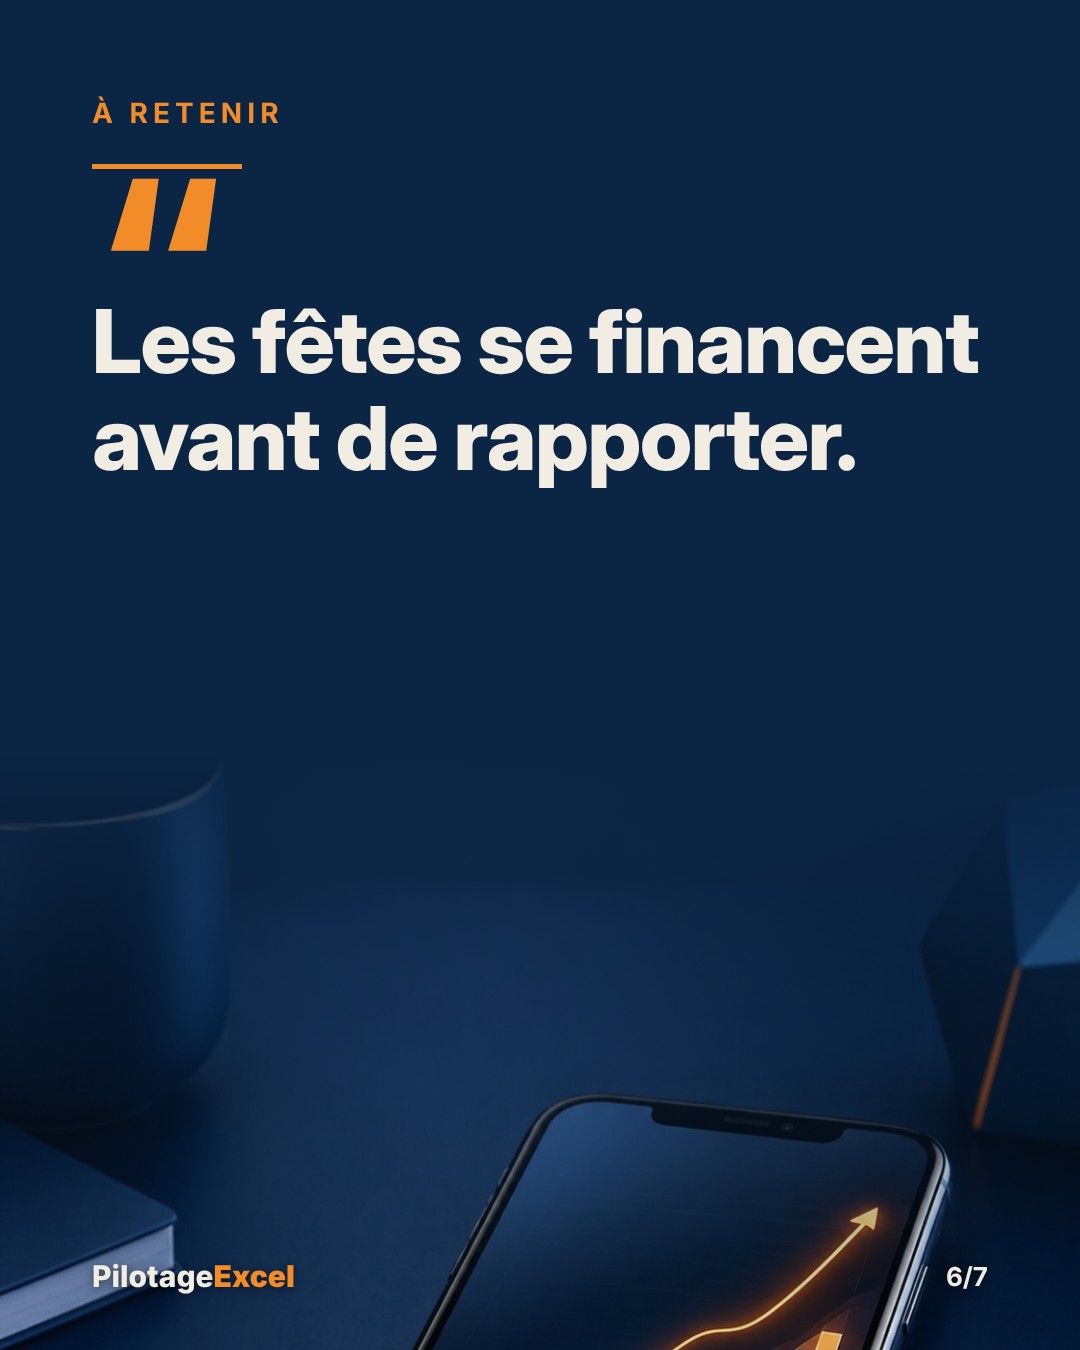 À RETENIR
"
Les fêtes se financent
avant de rapporter.
PilotageExcel
6/7